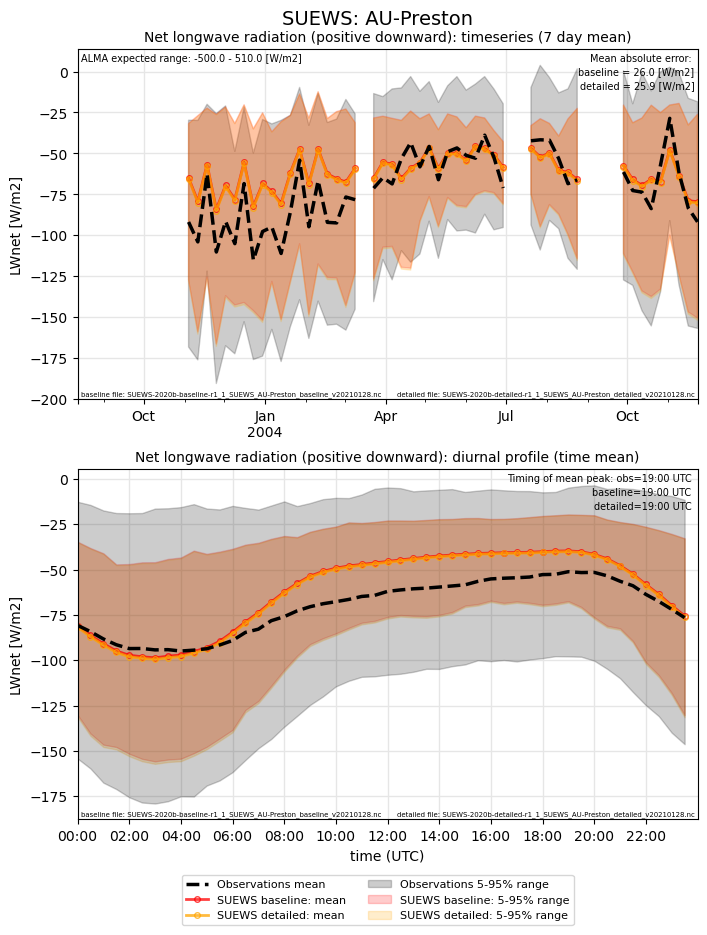 SUEWS: AU-Preston
Net longwave radiation (positive downward): timeseries (7 day mean)
ALMA expected range: -500.0 - 510.0 [W/m2]
Mean absolute error:
baseline = 26.0 [W/m2]
detailed = 25.9 [W/m2]
0
−25
−50
−75
−100
−125
−150
−175
−200
LWnet [W/m2]
baseline file: SUEWS-2020b-baseline-r1_1_SUEWS_AU-Preston_baseline_v20210128.nc
detailed file: SUEWS-2020b-detailed-r1_1_SUEWS_AU-Preston_detailed_v20210128.nc
Oct Jan Apr Jul Oct
2004
Net longwave radiation (positive downward): diurnal profile (time mean)
Timing of mean peak: obs=19:00 UTC
baseline=19:00 UTC
detailed=19:00 UTC
0
−25
−50
−75
−100
−125
−150
−175
LWnet [W/m2]
baseline file: SUEWS-2020b-baseline-r1_1_SUEWS_AU-Preston_baseline_v20210128.nc
detailed file: SUEWS-2020b-detailed-r1_1_SUEWS_AU-Preston_detailed_v20210128.nc
00:00 02:00 04:00 06:00 08:00 10:00 12:00 14:00 16:00 18:00 20:00 22:00
time (UTC)
Observations mean
SUEWS baseline: mean
SUEWS detailed: mean
Observations 5-95% range
SUEWS baseline: 5-95% range
SUEWS detailed: 5-95% range